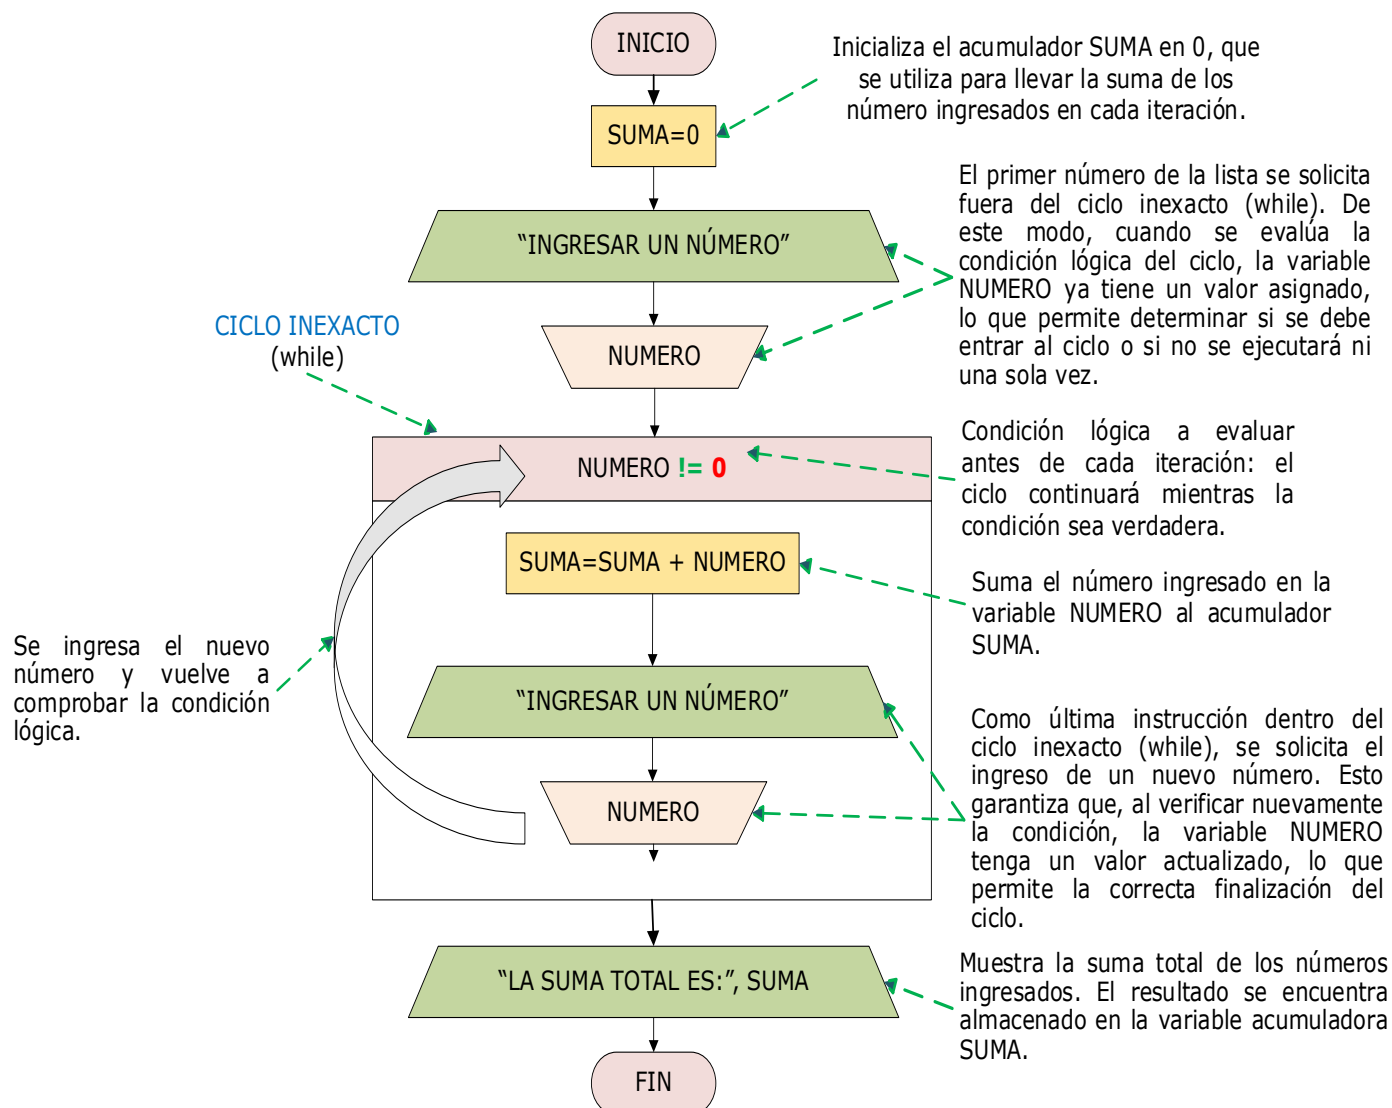 INICIO
Inicializa el acumulador SUMA en 0, que
se utiliza para llevar la suma de los
número ingresados en cada iteración.
SUMA=0
El primer número de la lista se solicita
fuera del ciclo inexacto (while). De
este modo, cuando se evalúa la
condición lógica del ciclo, la variable
NUMERO ya tiene un valor asignado,
lo que permite determinar si se debe
entrar al ciclo o si no se ejecutará ni
una sola vez.
“INGRESAR UN NÚMERO”
CICLO INEXACTO
(while)
NUMERO
NUMERO != 0
Condición lógica a evaluar
antes de cada iteración: el
ciclo continuará mientras la
condición sea verdadera.
SUMA=SUMA + NUMERO
Suma el número ingresado en la
variable NUMERO al acumulador
SUMA.
Se ingresa el nuevo
número y vuelve a
comprobar la condición
lógica.
“INGRESAR UN NÚMERO”
NUMERO
Como última instrucción dentro del
ciclo inexacto (while), se solicita el
ingreso de un nuevo número. Esto
garantiza que, al verificar nuevamente
la condición, la variable NUMERO
tenga un valor actualizado, lo que
permite la correcta finalización del
ciclo.
“LA SUMA TOTAL ES:”, SUMA
Muestra la suma total de los números
ingresados. El resultado se encuentra
almacenado en la variable acumuladora
SUMA.
FIN